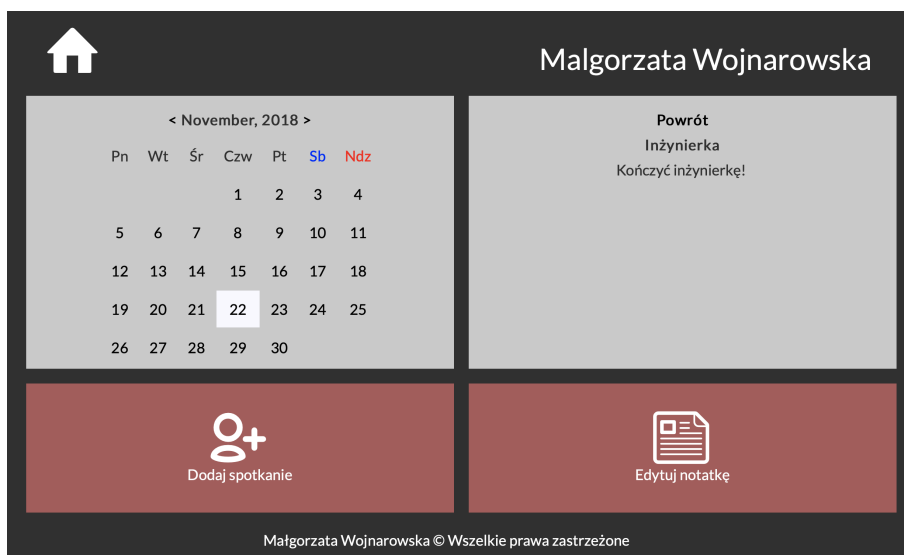 Malgorzata Wojnarowska
< November, 2018 >
Pn Wt Śr Czw Pt Sb Ndz
1 2 3 4
5 6 7 8 9 10 11
12 13 14 15 16 17 18
19 20 21 22 23 24 25
26 27 28 29 30
Powrót
Inżynierka
Kończyć inżynierkę!
Dodaj spotkanie
Edytuj notatkę
Małgorzata Wojnarowska © Wszelkie prawa zastrzeżone